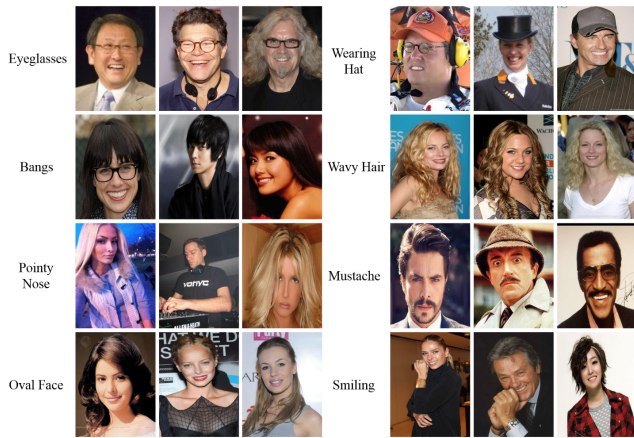 Eyeglasses
Wearing
Hat
Bangs
Wavy Hair
Pointy
Nose
Mustache
Oval Face
Smiling